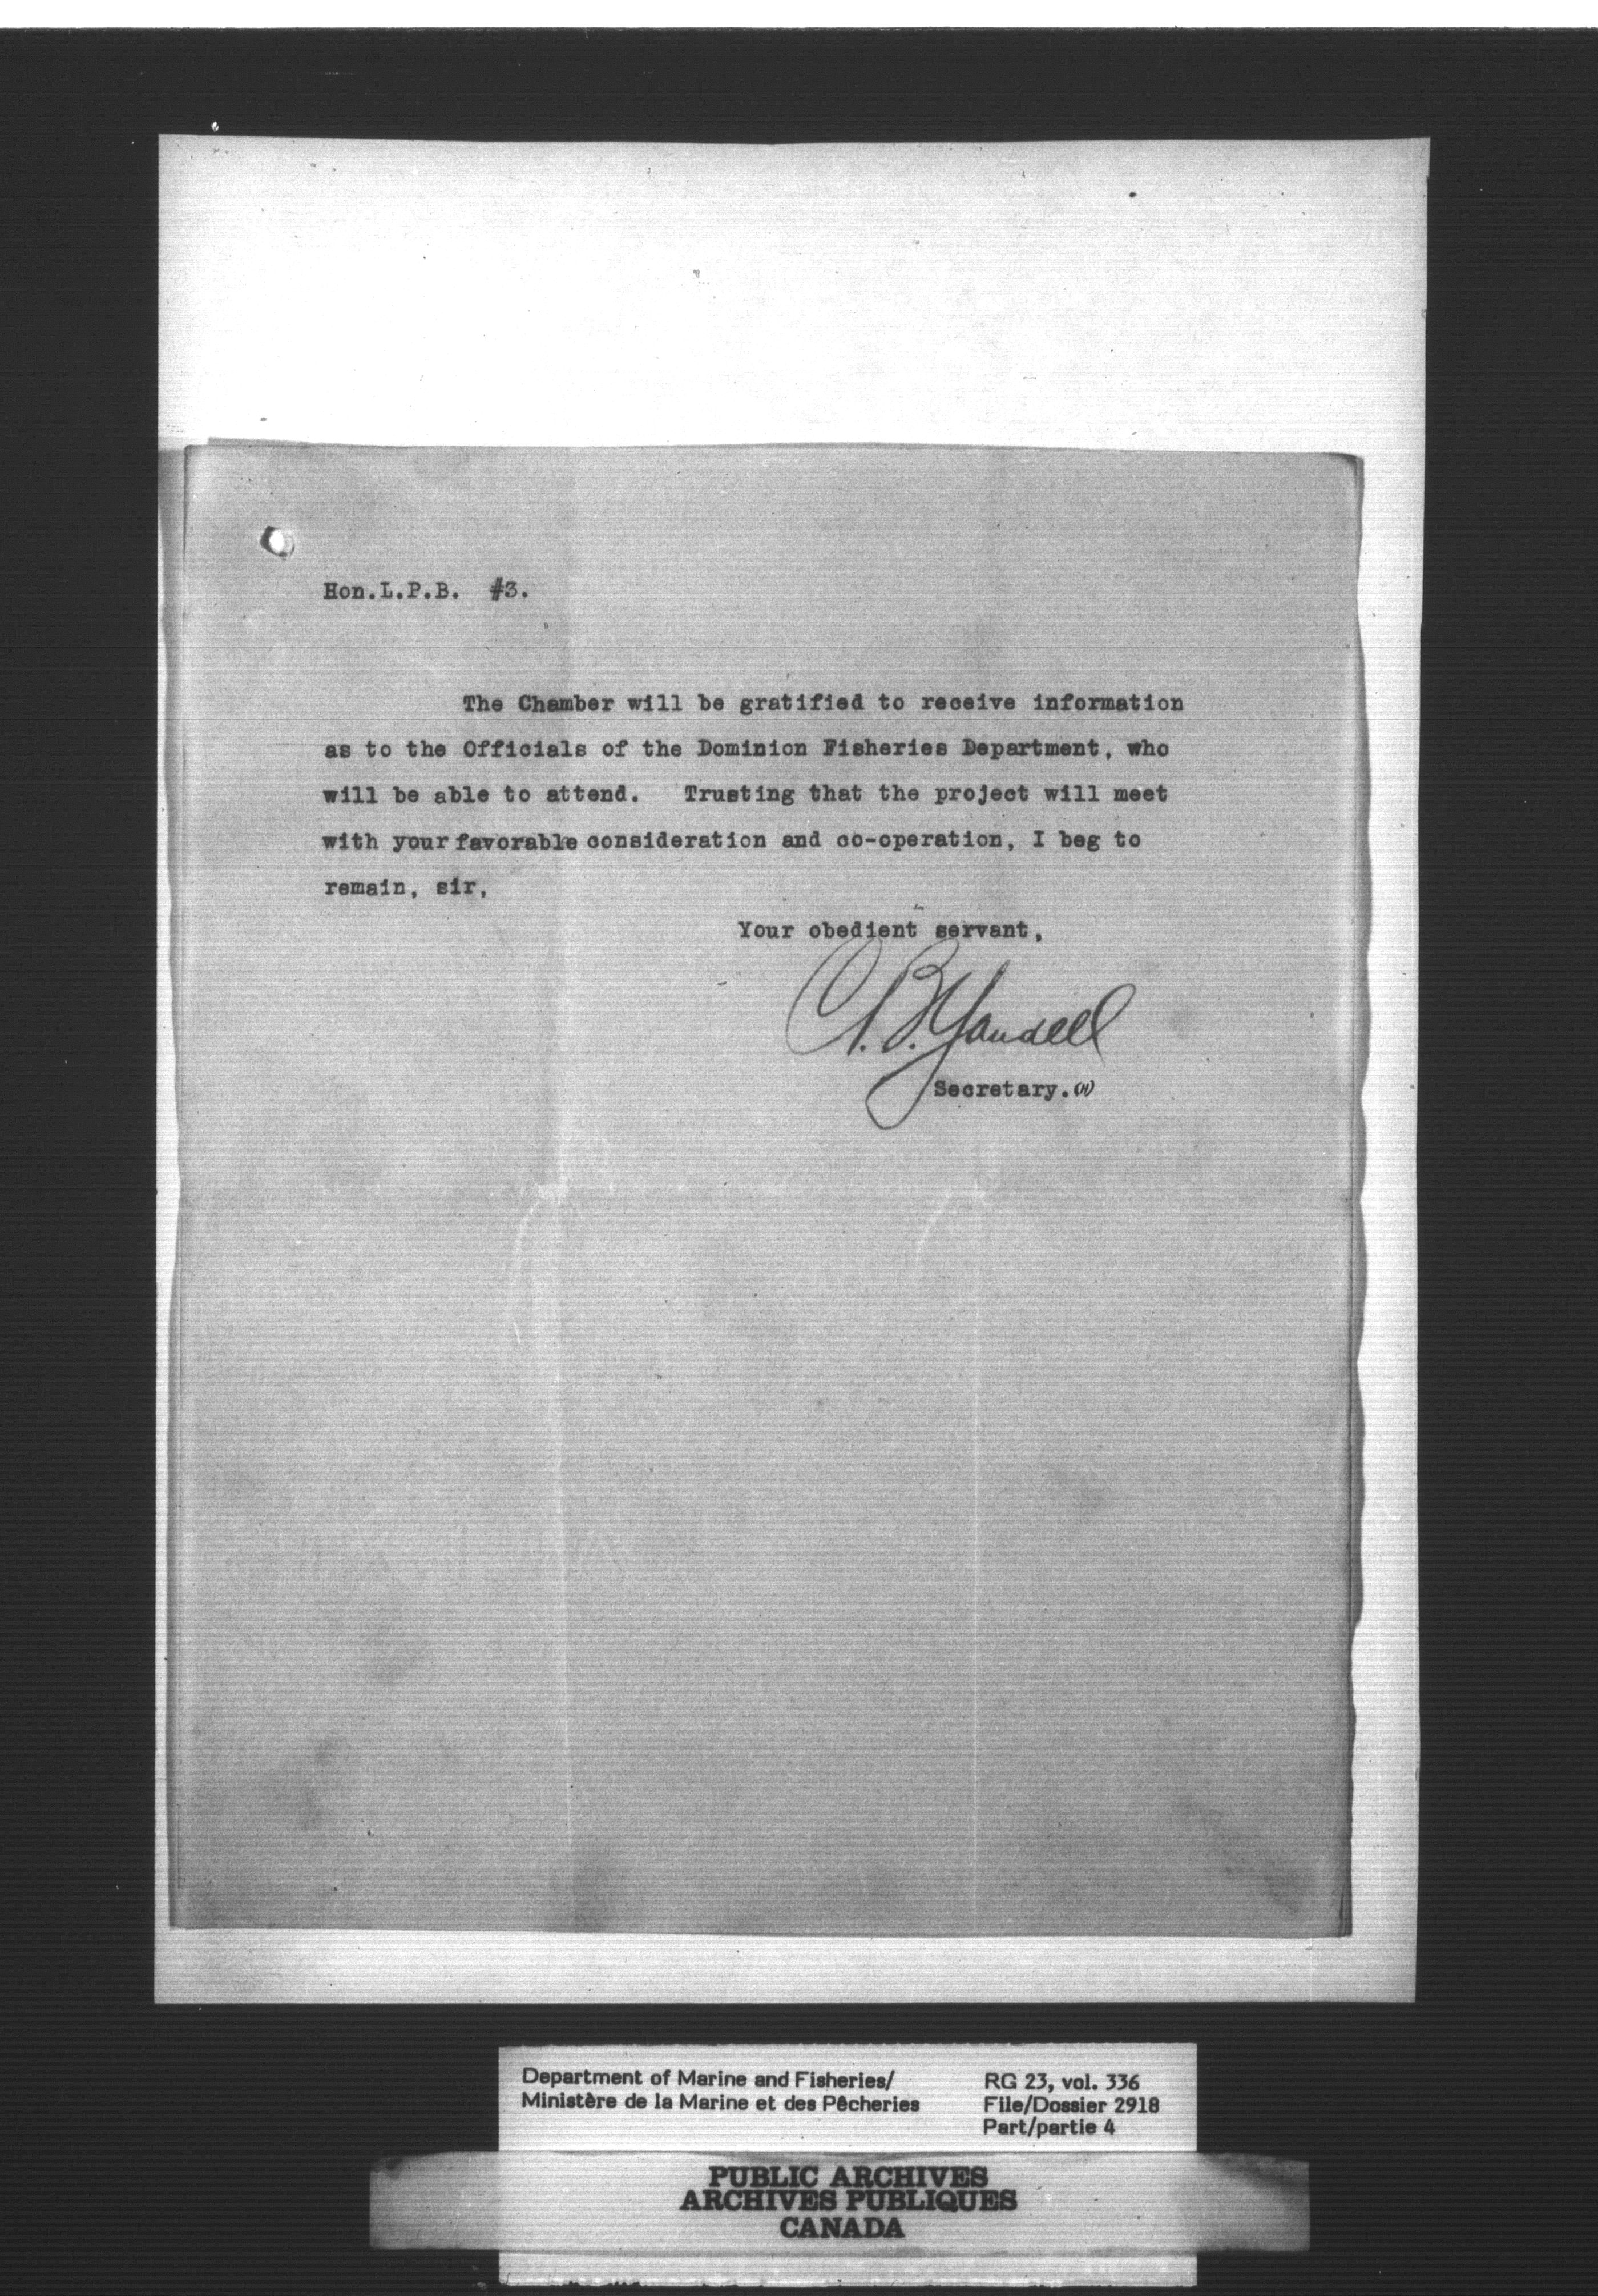 Hon.L.P.B. #3.
The Chamber will be gratified to receive information
as to the Officials of the Dominion Fisheries Department, who
will be able to attend. Trusting that the project will meet
with your favorable consideration and co-operation, I beg to
remain, sir,
Your obedient servant,
C.B.Yandell
Secretary.(H)
Department of Marine and Fisheries/
Ministère de la Marine et des Pêcheries
RG 23, vol. 336
File/Dossier 2918
Part/partie 4
PUBLIC ARCHIVES
ARCHIVES PUBLIQUES
CANADA